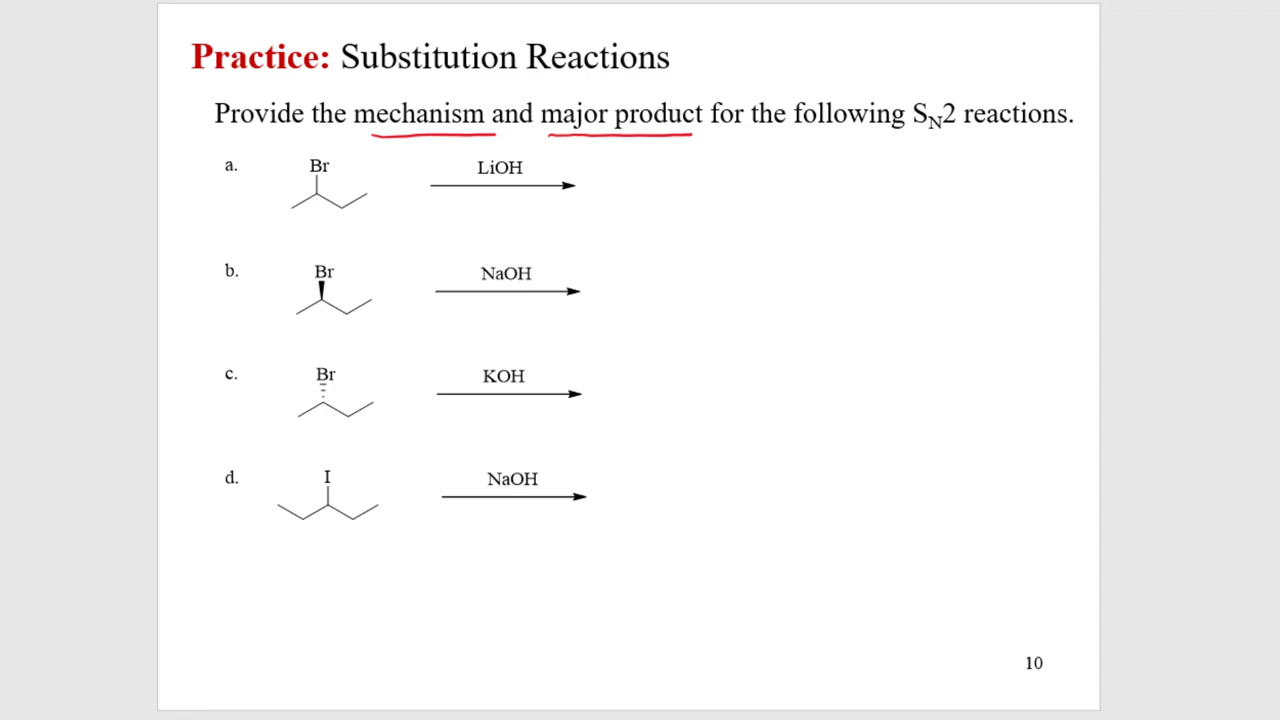 Practice: Substitution Reactions
Provide the mechanism and major product for the following SN2 reactions.
a. Br LiOH
b. Br NaOH
c. Br KOH
d. I NaOH
10